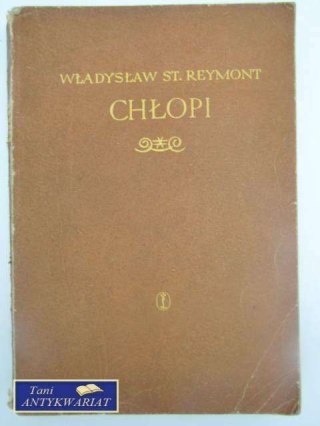 WŁADYSŁAW ST. REYMONT
CHŁOPI
Tani
ANTYKWARIAT